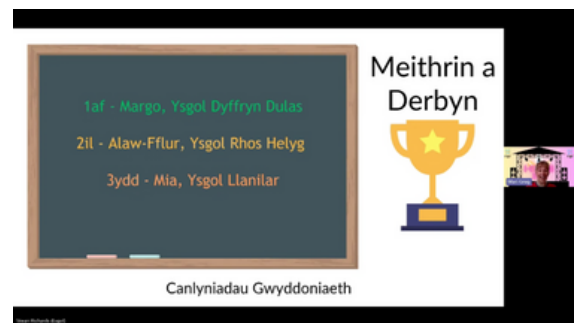 Meithrin a
Derbyn
1af - Margo, Ysgol Dyffryn Dulas
2il - Alaw-Fflur, Ysgol Rhos Helyg
3ydd - Mia, Ysgol Llanilar
Canlyniadau Gwyddoniaeth